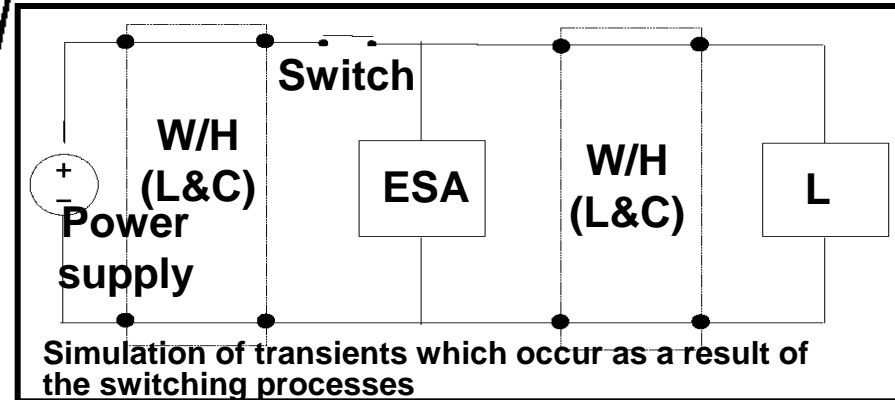 Switch
W/H
(L&C)
ESA
W/H
(L&C)
L
+
−
Power
supply
Simulation of transients which occur as a result of
the switching processes